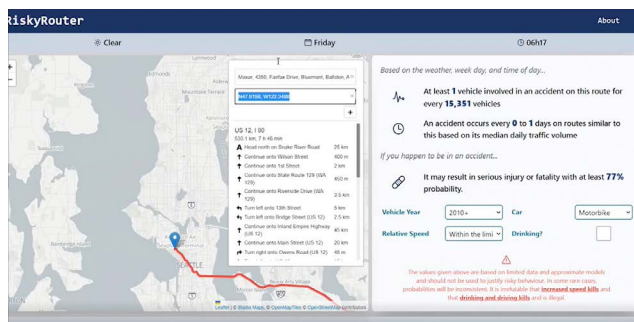 RiskyRouter
About
Clear
Friday
06h17
US 12, I 90
Head north on Snake River Road 25 km
Continue onto Wilson Street 400 m
Continue onto 1st Street 2 km
Continue onto State Route 129 (WA
129) 450 m
Continue onto Riverside Drive (WA
129) 2.5 km
Turn left onto 13th Street 5 km
Turn left onto Bridge Street (US 12) 2.5 km
Continue onto Inland Empire Highway
(US 12) 45 km
Continue onto Main Street (US 12) 20 km
Turn right onto Owens Road (US 12) 45 m
SEATTLE
Based on the weather, week day, and time of day...
At least 1 vehicle involved in an accident on this route for
every 15,351 vehicles
An accident occurs every 0 to 1 days on routes similar to
this based on its median daily traffic volume
If you happen to be in an accident...
It may result in serious injury or fatality with at least 77%
probability.
Vehicle Year 2010+ Car Motorbike
Relative Speed Within the limi Drinking?
The values given above are based on limited data and approximate models
and should not be used to justify risky behaviour. In some rare cases,
probabilities will be inconsistent. It is irrefutable that increased speed kills and
that drinking and driving kills and is illegal.